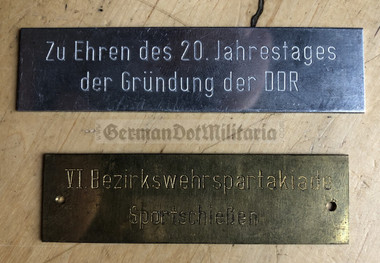 Zu Ehren des 20. Jahrestages
der Gründung der DDR
GermanDotMilitaria
VI. Bezirkswehrspartakiade
Sportschießen